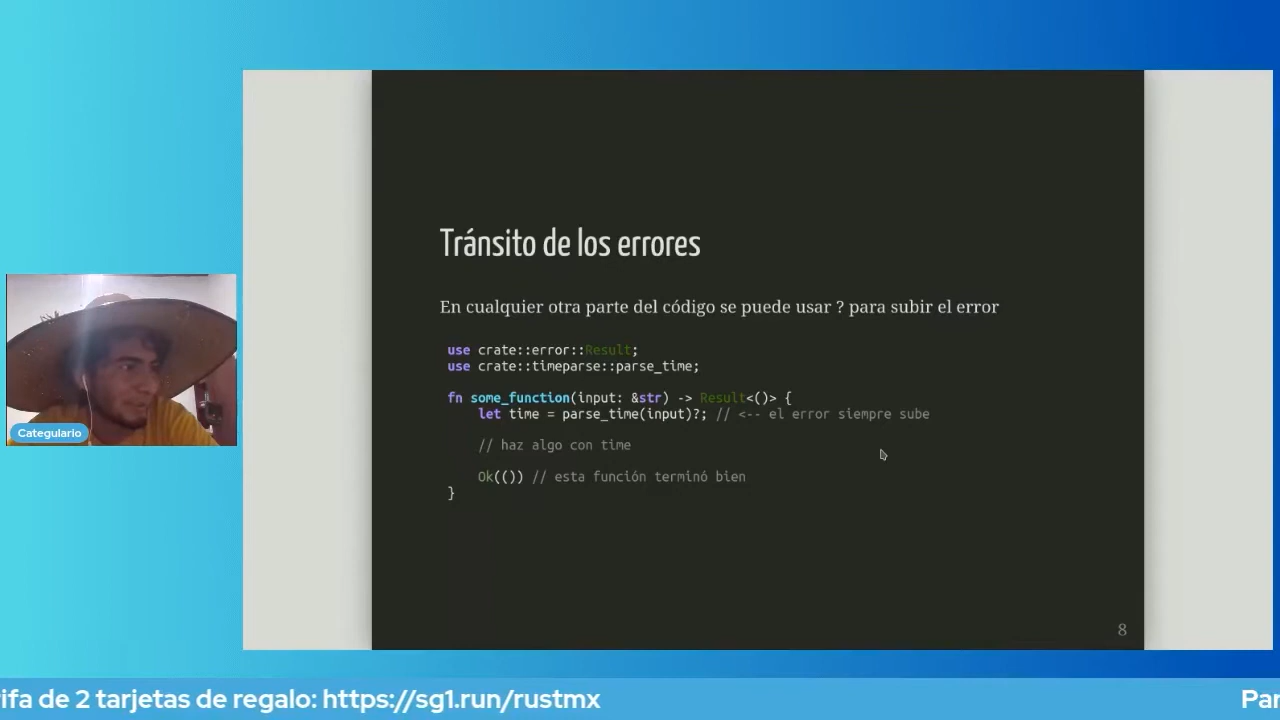 Tránsito de los errores
En cualquier otra parte del código se puede usar ? para subir el error
use crate::error::Result;
use crate::timeparse::parse_time;
fn some_function(input: &str) -> Result<()> {
let time = parse_time(input)?; // <-- el error siempre sube
// haz algo con time
Ok(()) // esta función terminó bien
}
8
Categulario
ifa de 2 tarjetas de regalo: https://sg1.run/rustmx
Par